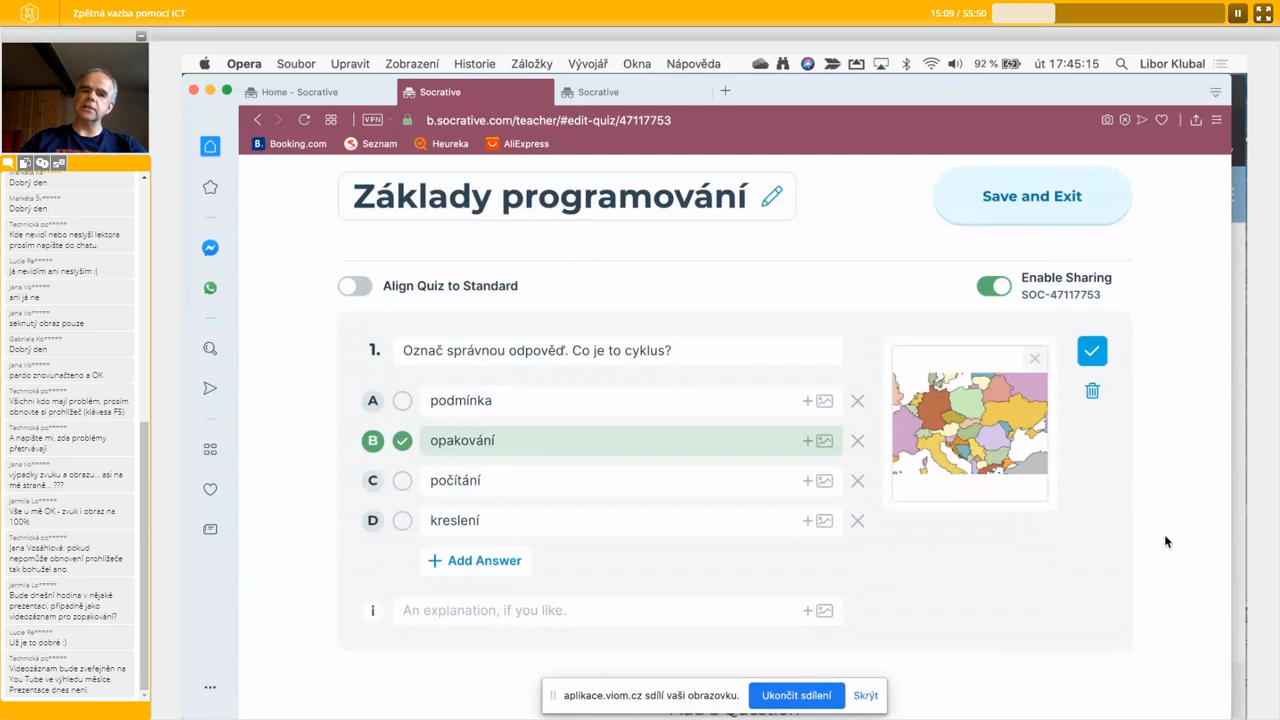 Zpětná vazba pomocí ICT
15:09 / 55:50
Opera Soubor Upravit Zobrazení Historie Záložky Vývojář Okna Nápověda
92 % út 17:45:15 Libor Klubal
Home - Socrative
Socrative
Socrative
VPN
b.socrative.com/teacher/#edit-quiz/47117753
Booking.com Seznam Heureka AliExpress
Základy programování
Save and Exit
Align Quiz to Standard
Enable Sharing
SOC-47117753
1. Označ správnou odpověď. Co je to cyklus?
A podmínka
B opakování
C počítání
D kreslení
+ Add Answer
i An explanation, if you like.
aplikace.viom.cz sdílí vaši obrazovku. Ukončit sdílení Skrýt
Dobrý den
Markéta Šv*****
Dobrý den.
Technická po*****
Kde nevidí nebo neslyší lektora
prosím napište do chatu.
Lucie Re*****
Já nevidím ani neslyším :(
Jana Vo*****
ani já ne
Jana Vo*****
seknutý obraz pouze
Gabriela Ko*****
Dobrý den
Jana Vo*****
pardo znovunačteno a OK
Technická po*****
Všichni kdo mají problém, prosím
obnovte si prohlížeč (klávesa F5)
Technická po*****
A napište mi, zda problémy
přetrvávají
Jana Vo*****
výpadky zvuku a obrazu... asi na
mé straně... ???
Jarmila Lo*****
Vše u mě OK - zvuk i obraz na
100%
Technická po*****
Jana Vosáhlová: pokud
nepomůže obnovení prohlížeče
tak bohužel ano.
Jarmila Lo*****
Bude dnešní hodina v nějaké
prezentaci, případně jako
videozáznam pro zopakování?
Lucie Re*****
Už je to dobré :)
Technická po*****
Videozáznam bude zveřejněn na
You Tube ve výhledu měsíce.
Prezentace dnes není.